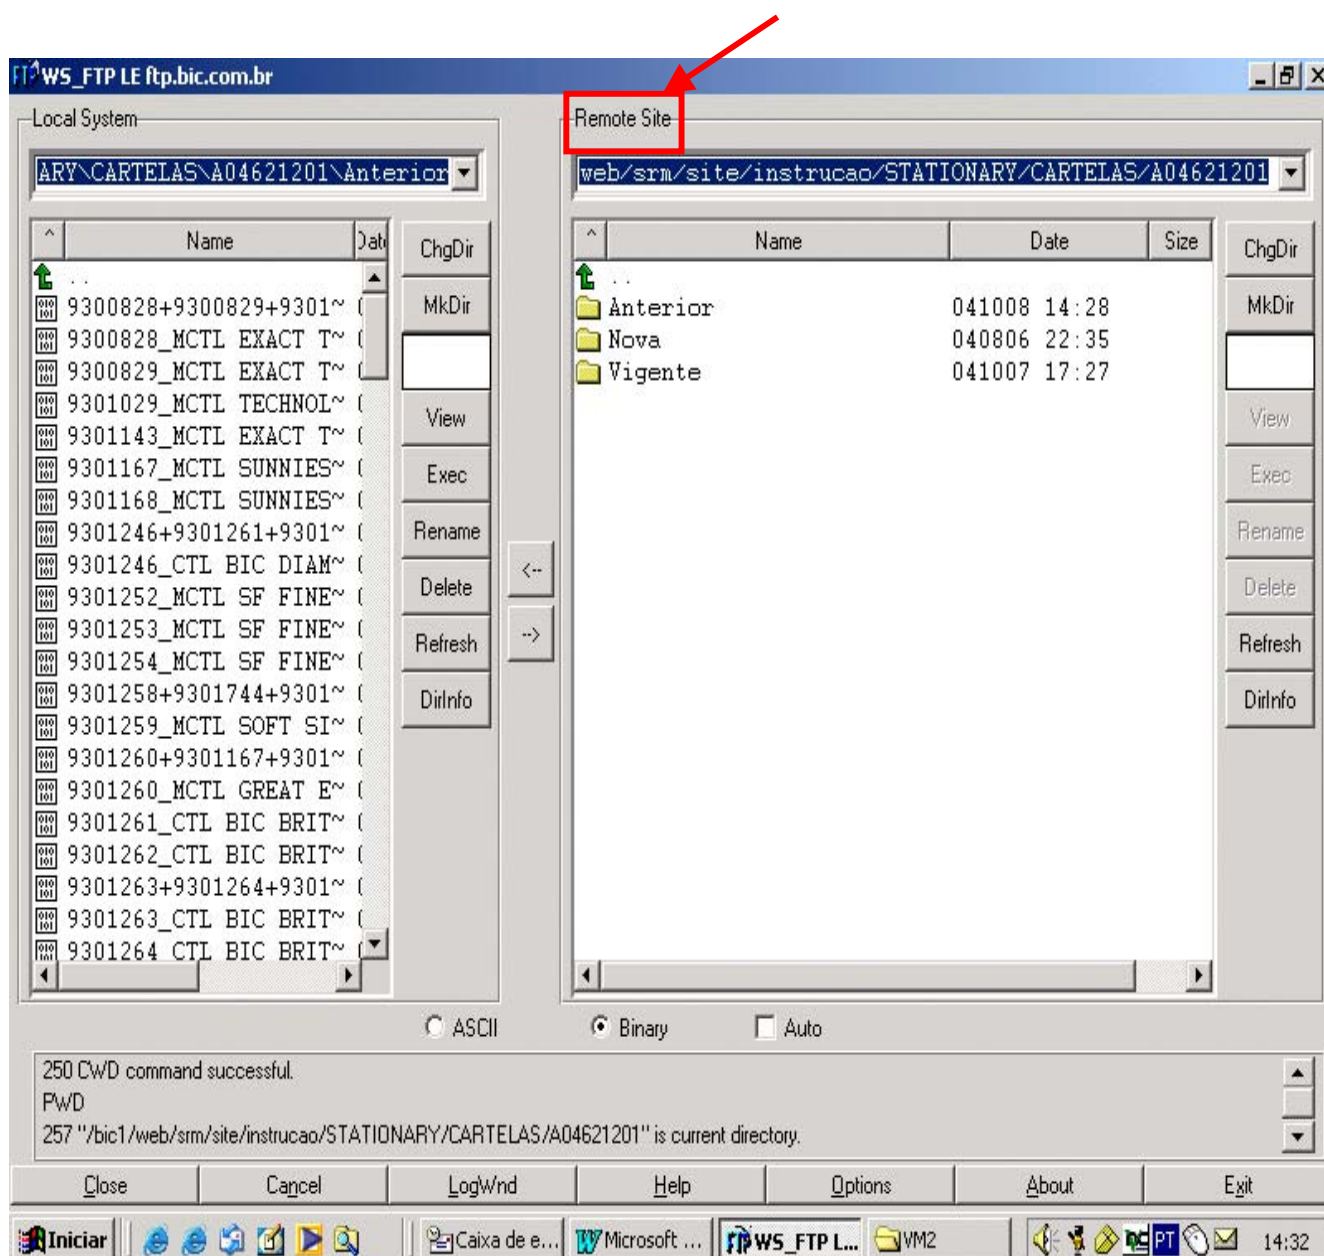 WS_FTP LE ftp.bic.com.br
Local System
Remote Site
ARY\CARTELAS\A04621201\Anterior
web/srm/site/instrucao/STATIONARY/CARTELAS/A04621201
^ Name Date
^ Name Date Size
..
9300828+9300829+9301~
9300828_MCTL EXACT T~
9300829_MCTL EXACT T~
9301029_MCTL TECHNOL~
9301143_MCTL EXACT T~
9301167_MCTL SUNNIES~
9301168_MCTL SUNNIES~
9301246+9301261+9301~
9301246_CTL BIC DIAM~
9301252_MCTL SF FINE~
9301253_MCTL SF FINE~
9301254_MCTL SF FINE~
9301258+9301744+9301~
9301259_MCTL SOFT SI~
9301260+9301167+9301~
9301260_MCTL GREAT E~
9301261_CTL BIC BRIT~
9301262_CTL BIC BRIT~
9301263+9301264+9301~
9301263_CTL BIC BRIT~
9301264 CTL BIC BRIT~
ChgDir
MkDir
View
Exec
Rename
Delete
Refresh
DirInfo
<--
-->
..
Anterior 041008 14:28
Nova 040806 22:35
Vigente 041007 17:27
ChgDir
MkDir
View
Exec
Rename
Delete
Refresh
DirInfo
ASCII Binary Auto
250 CWD command successful.
PWD
257 "/bic1/web/srm/site/instrucao/STATIONARY/CARTELAS/A04621201" is current directory.
Close Cancel LogWnd Help Options About Exit
Iniciar Caixa de e... Microsoft ... WS_FTP L... VM2 PT 14:32